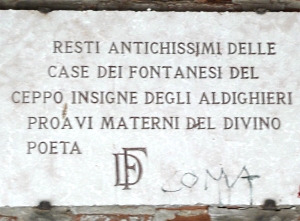 RESTI ANTICHISSIMI DELLE
CASE DEI FONTANESI DEL
CEPPO INSIGNE DEGLI ALDIGHIERI
PROAVI MATERNI DEL DIVINO
POETA
DF